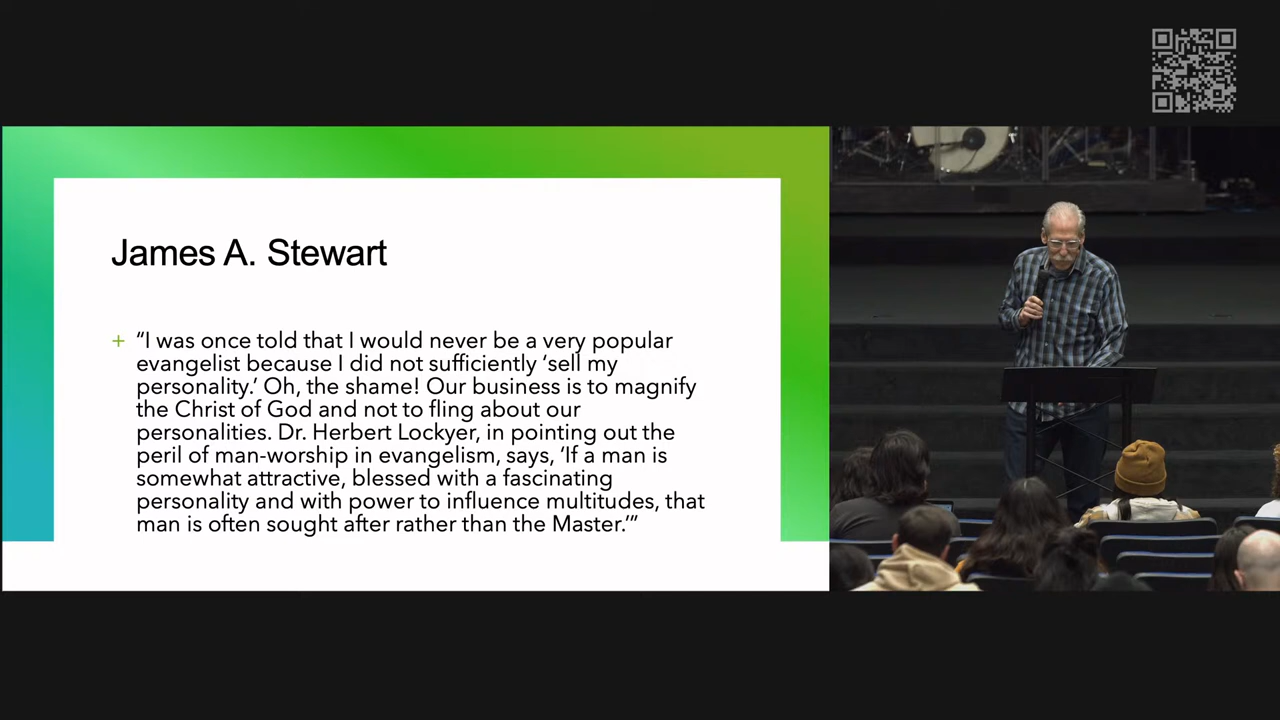 James A. Stewart
+ “I was once told that I would never be a very popular
evangelist because I did not sufficiently ‘sell my
personality.’ Oh, the shame! Our business is to magnify
the Christ of God and not to fling about our
personalities. Dr. Herbert Lockyer, in pointing out the
peril of man-worship in evangelism, says, ‘If a man is
somewhat attractive, blessed with a fascinating
personality and with power to influence multitudes, that
man is often sought after rather than the Master.’”